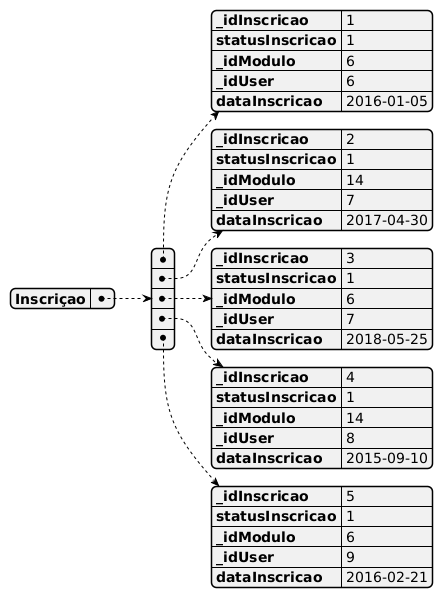 _idInscricao 1
statusInscricao 1
_idModulo 6
_idUser 6
dataInscricao 2016-01-05
_idInscricao 2
statusInscricao 1
_idModulo 14
_idUser 7
dataInscricao 2017-04-30
Inscriçao
_idInscricao 3
statusInscricao 1
_idModulo 6
_idUser 7
dataInscricao 2018-05-25
_idInscricao 4
statusInscricao 1
_idModulo 14
_idUser 8
dataInscricao 2015-09-10
_idInscricao 5
statusInscricao 1
_idModulo 6
_idUser 9
dataInscricao 2016-02-21